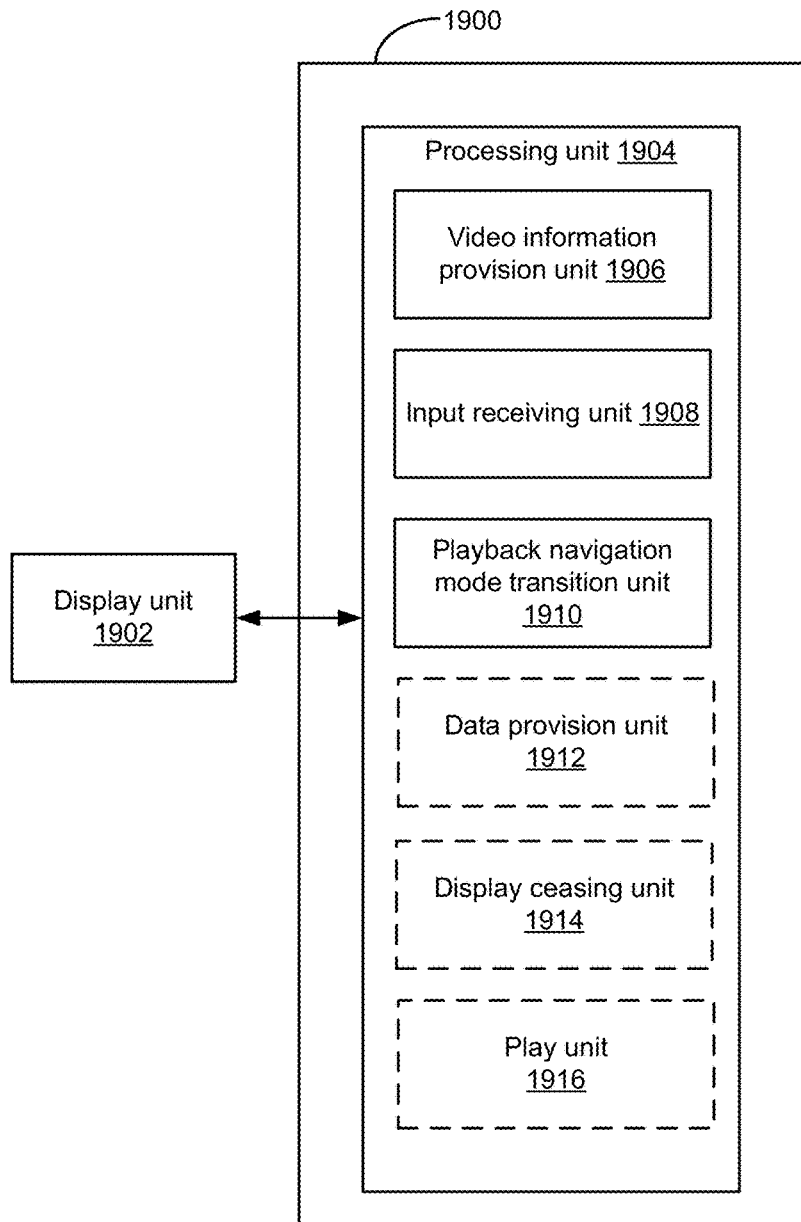 1900
Processing unit 1904
Video information
provision unit 1906
Input receiving unit 1908
Playback navigation
mode transition unit
1910
Display unit
1902
Data provision unit
1912
Display ceasing unit
1914
Play unit
1916